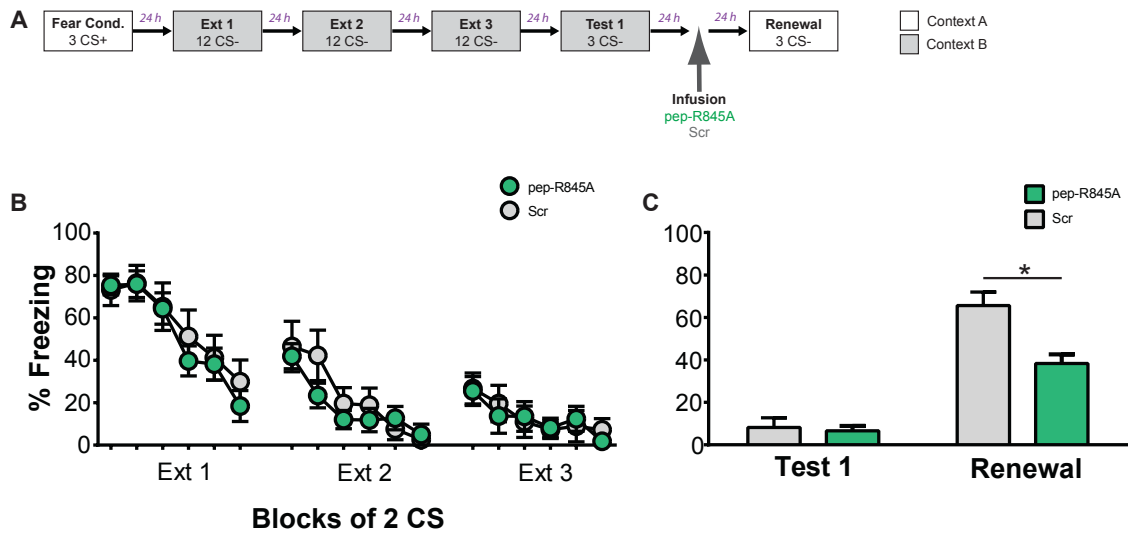 A
Fear Cond.
3 CS+
24 h
Ext 1
12 CS-
24 h
Ext 2
12 CS-
24 h
Ext 3
12 CS-
24 h
Test 1
3 CS-
24 h
24 h
Renewal
3 CS-
Context A
Context B
Infusion
pep-R845A
Scr
B
pep-R845A
Scr
% Freezing
100
80
60
40
20
0
Ext 1
Ext 2
Ext 3
Blocks of 2 CS
C
pep-R845A
Scr
100
80
60
40
20
0
*
Test 1
Renewal